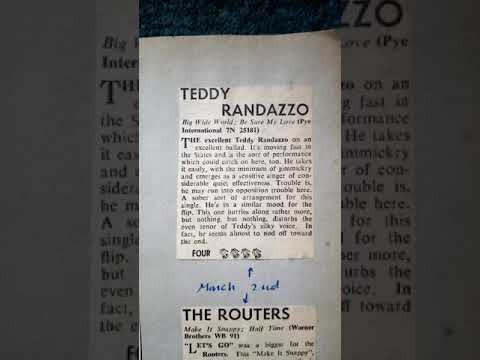 TEDDY
RANDAZZO
Big Wide World; Be Sure My Love (Pye
International 7N 25181)
THE excellent Teddy Randazzo on an
excellent ballad. It's moving fast in
the States and is the sort of performance
which could catch on here, too. He takes
it easily, with the minimum of gimmickry
and emerges as a sensitive singer of con-
siderable quiet effectiveness. Trouble is,
he may run into opposition trouble here.
A sober sort of arrangement for this
single. He's in a similar mood for the
flip. This one hurries along rather more,
but nothing, but nothing, disturbs the
even tenor of Teddy's silky voice. In
fact, he seems almost to nod off toward
the end.
FOUR
March 2nd
THE ROUTERS
Make It Snappy; Half Time (Warner
Brothers WB 91)
"LET'S GO" was a biggie for the
Routers. This "Make It Snappy"